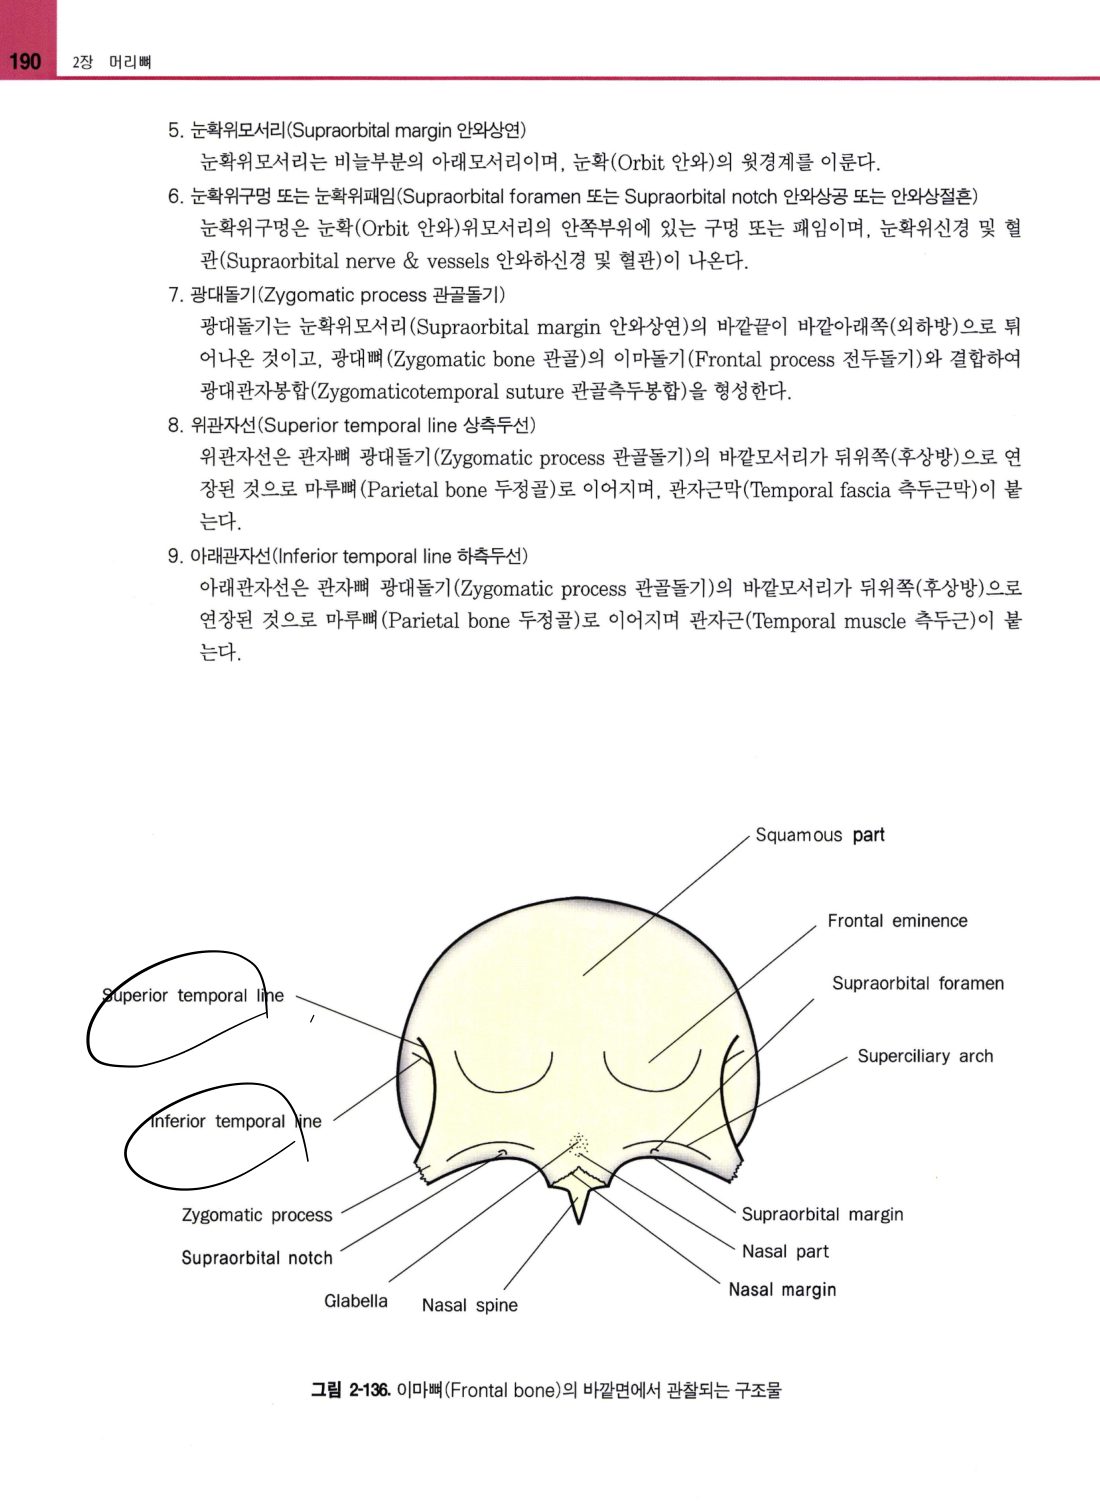 190 2장 머리뼈
5. 눈확위모서리(Supraorbital margin 안와상연)
눈확위모서리는 비늘부분의 아래모서리이며, 눈확(Orbit 안와)의 윗경계를 이룬다.
6. 눈확위구멍 또는 눈확위패임(Supraorbital foramen 또는 Supraorbital notch 안와상공 또는 안와상절흔)
눈확위구멍은 눈확(Orbit 안와)위모서리의 안쪽부위에 있는 구멍 또는 패임이며, 눈확위신경 및 혈
관(Supraorbital nerve & vessels 안와하신경 및 혈관)이 나온다.
7. 광대돌기(Zygomatic process 관골돌기)
광대돌기는 눈확위모서리(Supraorbital margin 안와상연)의 바깥끝이 바깥아래쪽(외하방)으로 튀
어나온 것이고, 광대뼈(Zygomatic bone 관골)의 이마돌기(Frontal process 전두돌기)와 결합하여
광대관자봉합(Zygomaticotemporal suture 관골측두봉합)을 형성한다.
8. 위관자선(Superior temporal line 상측두선)
위관자선은 관자뼈 광대돌기(Zygomatic process 관골돌기)의 바깥모서리가 뒤위쪽(후상방)으로 연
장된 것으로 마루뼈(Parietal bone 두정골)로 이어지며, 관자근막(Temporal fascia 측두근막)이 붙
는다.
9. 아래관자선(Inferior temporal line 하측두선)
아래관자선은 관자뼈 광대돌기(Zygomatic process 관골돌기)의 바깥모서리가 뒤위쪽(후상방)으로
연장된 것으로 마루뼈(Parietal bone 두정골)로 이어지며 관자근(Temporal muscle 측두근)이 붙
는다.
Squamous part
Frontal eminence
Supraorbital foramen
Superior temporal line
Superciliary arch
Inferior temporal line
Zygomatic process
Supraorbital margin
Supraorbital notch
Nasal part
Nasal margin
Glabella
Nasal spine
그림 2-136. 이마뼈(Frontal bone)의 바깥면에서 관찰되는 구조물